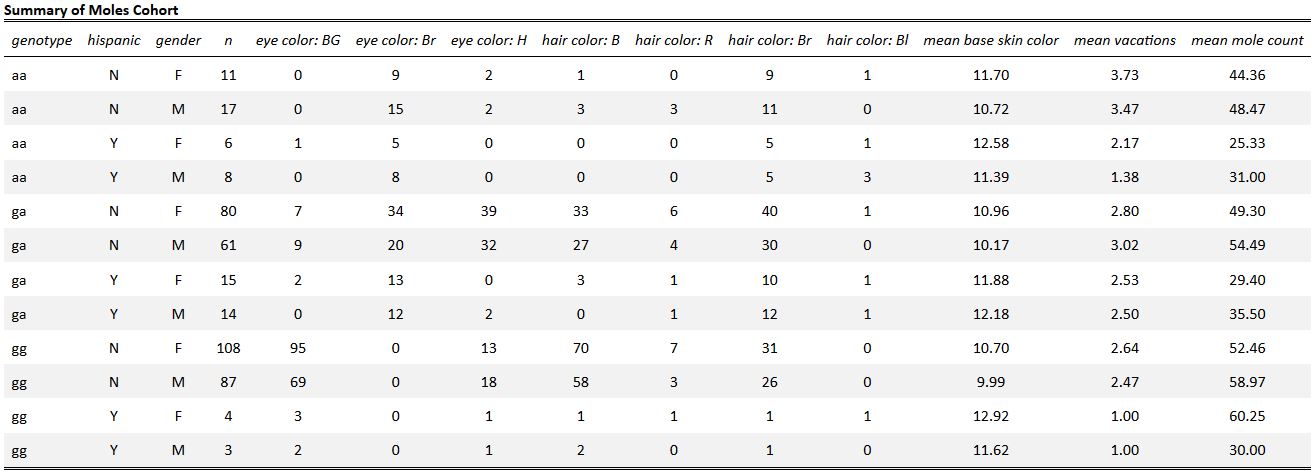 Summary of Moles Cohort
genotype hispanic gender n eye color: BG eye color: Br eye color: H hair color: B hair color: R hair color: Br hair color: Bl mean base skin color mean vacations mean mole count
aa N F 11 0 9 2 1 0 9 1 11.70 3.73 44.36
aa N M 17 0 15 2 3 3 11 0 10.72 3.47 48.47
aa Y F 6 1 5 0 0 0 5 1 12.58 2.17 25.33
aa Y M 8 0 8 0 0 0 5 3 11.39 1.38 31.00
ga N F 80 7 34 39 33 6 40 1 10.96 2.80 49.30
ga N M 61 9 20 32 27 4 30 0 10.17 3.02 54.49
ga Y F 15 2 13 0 3 1 10 1 11.88 2.53 29.40
ga Y M 14 0 12 2 0 1 12 1 12.18 2.50 35.50
gg N F 108 95 0 13 70 7 31 0 10.70 2.64 52.46
gg N M 87 69 0 18 58 3 26 0 9.99 2.47 58.97
gg Y F 4 3 0 1 1 1 1 1 12.92 1.00 60.25
gg Y M 3 2 0 1 2 0 1 0 11.62 1.00 30.00